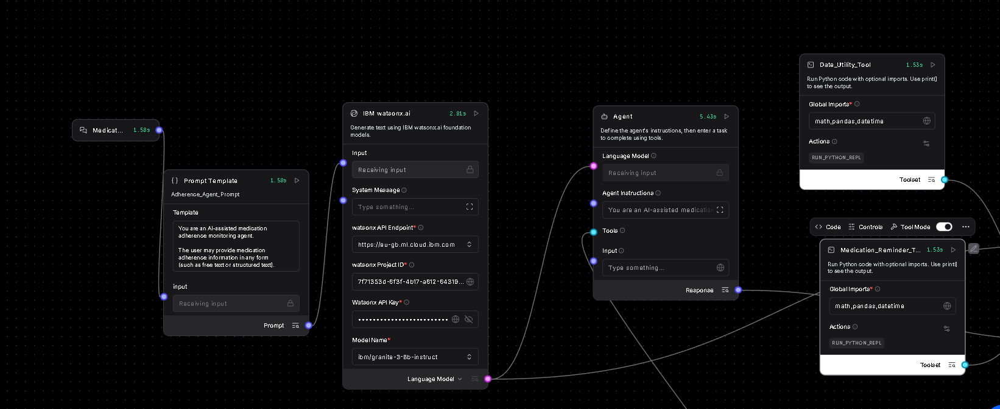 Medicat...
1.58s
{} Prompt Template
1.58s
Adherence_Agent_Prompt
Template
You are an AI-assisted medication
adherence monitoring agent.
The user may provide medication
adherence information in any form
(such as free text or structured text).
input
Receiving input
Prompt
IBM watsonx.ai
2.81s
Generate text using IBM watsonx.ai foundation
models.
Input
Receiving input
System Message
Type something...
watsonx API Endpoint*
https://eu-gb.ml.cloud.ibm.com
watsonx Project ID*
7f71353d-6f3f-4b17-a612-64319...
Watsonx API Key*
•••••••••••••••••••••••••
Model Name*
ibm/granite-3-8b-instruct
Language Model
Agent
5.43s
Define the agent's instructions, then enter a task
to complete using tools.
Language Model
Receiving input
Agent Instructions
You are an AI-assisted medication
Tools
Input
Type something...
Response
Date_Utility_Tool
1.53s
Run Python code with optional imports. Use print()
to see the output.
Global Imports*
math,pandas,datetime
Actions
RUN_PYTHON_REPL
Toolset
Code
Controls
Tool Mode
Medication_Reminder_T...
1.53s
Run Python code with optional imports. Use print()
to see the output.
Global Imports*
math,pandas,datetime
Actions
RUN_PYTHON_REPL
Toolset